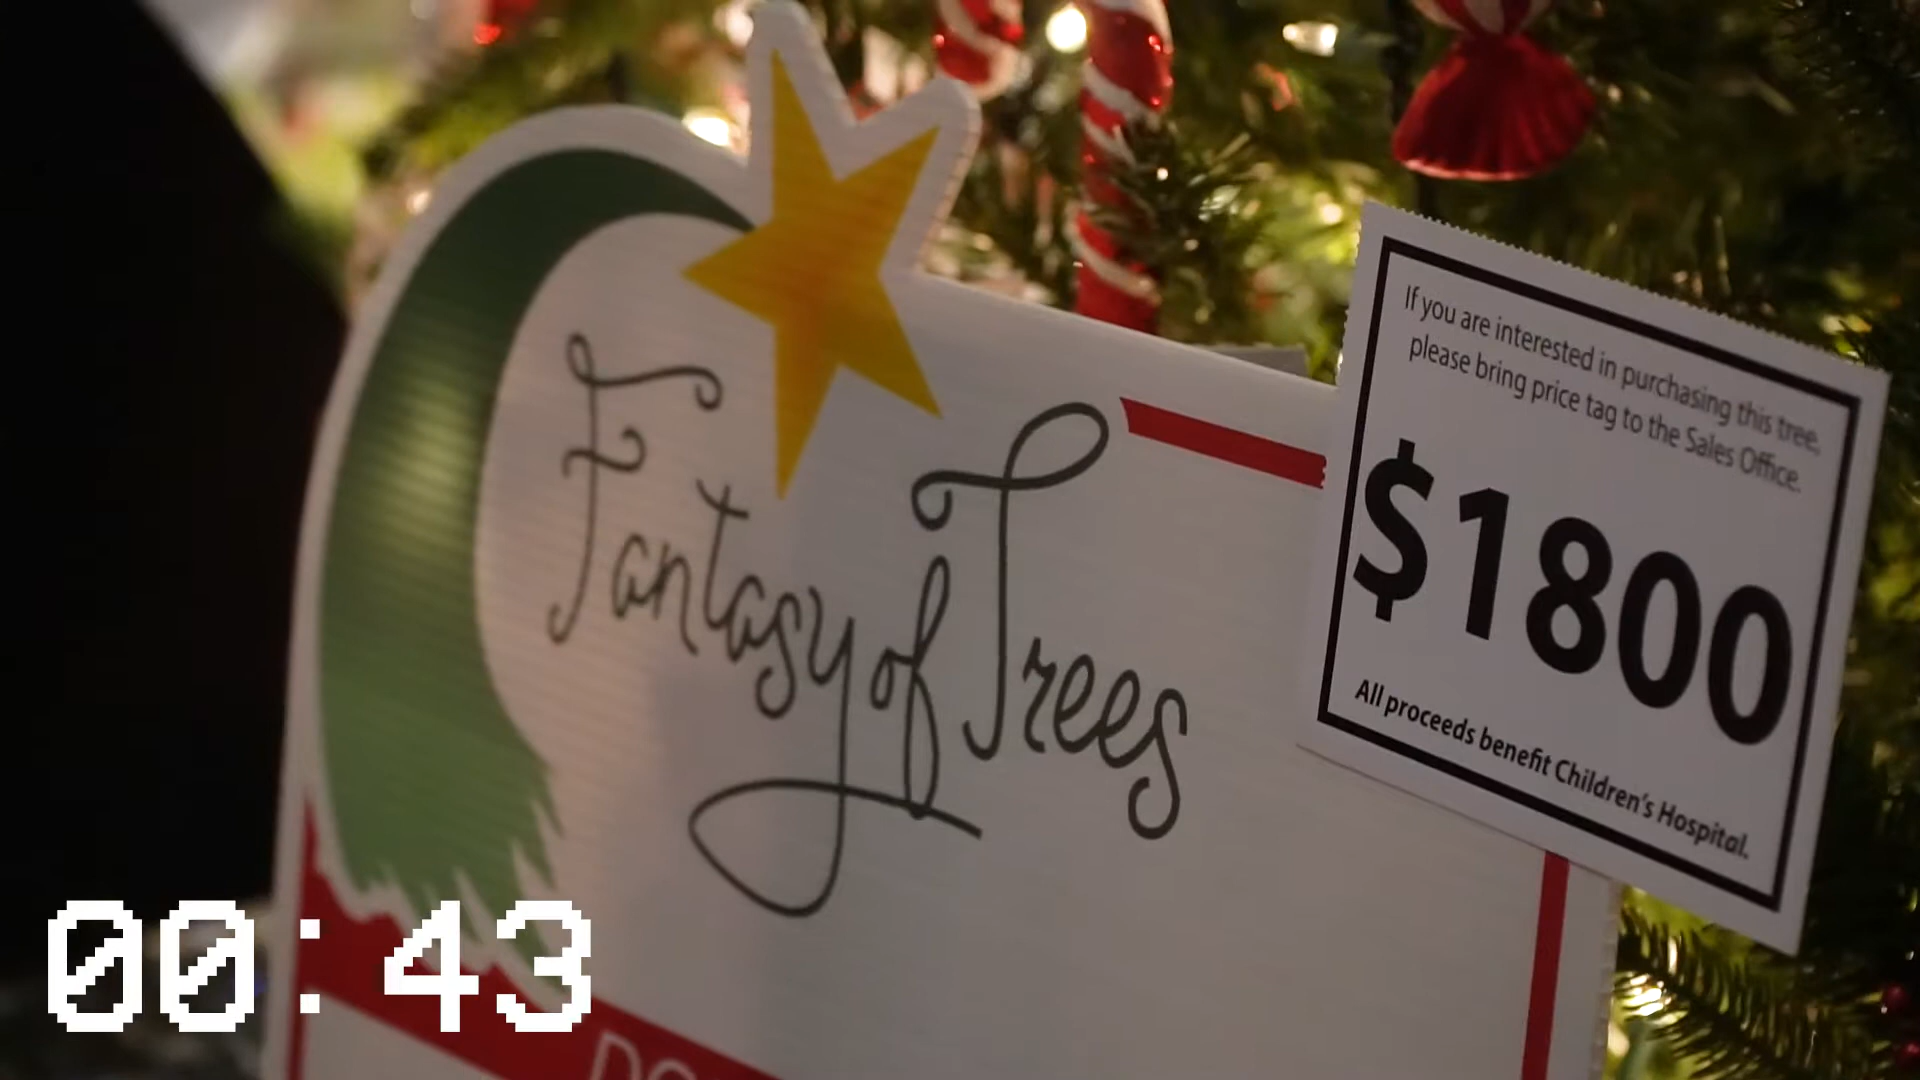 Fantasy of Trees
If you are interested in purchasing this tree,
please bring price tag to the Sales Office.
$1800
All proceeds benefit Children's Hospital.
00:43